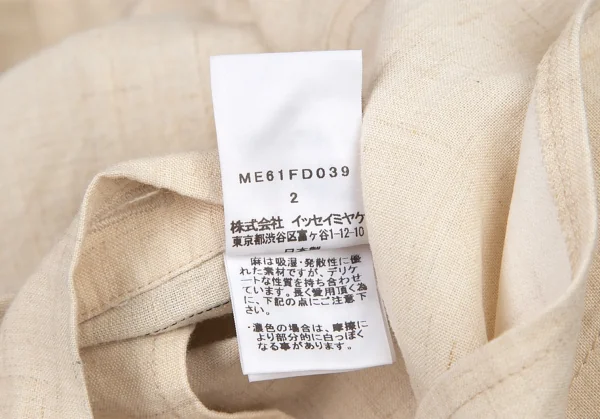 ME61FD039
2
株式会社 イッセイミヤケ
東京都渋谷区富ヶ谷1-12-10
日本製
麻は吸湿・発散性に優
れた素材ですが、デリケ
ートな性質を持ち合わせ
ています。長く愛用頂く為
に、下記の点にご注意下
さい。
・濃色の場合は、摩擦に
より部分的に白っぽく
なる事があります。